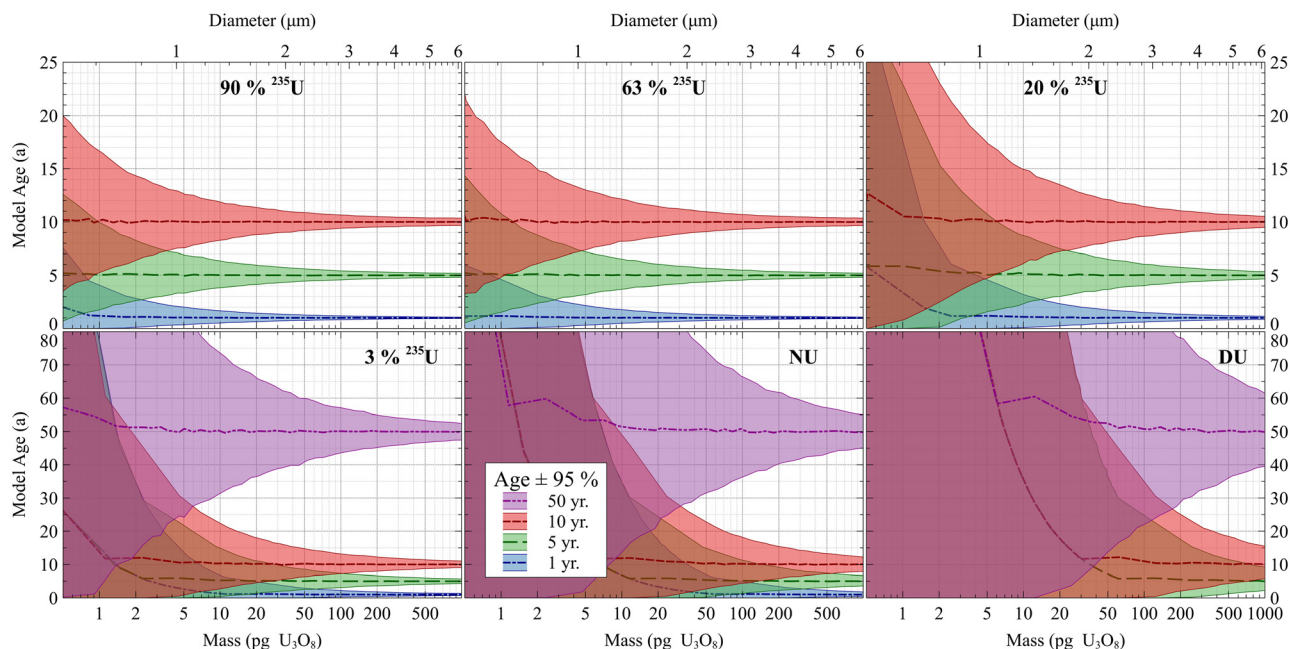 Diameter (μm) Diameter (μm) Diameter (μm)
1 2 3 4 5 6 1 2 3 4 5 6 1 2 3 4 5 6
25 90 % ²³⁵U 63 % ²³⁵U 20 % ²³⁵U 25
20 20
15 15
Model Age (a)
10 10
5 5
0 0
80 3 % ²³⁵U NU DU 80
70 70
60 60
50 50
Model Age (a)
40 40
30 30
20 20
10 10
0 0
Age ± 95 %
50 yr.
10 yr.
5 yr.
1 yr.
1 2 5 10 20 50 100 200 500 1 2 5 10 20 50 100 200 500 1 2 5 10 20 50 100 200 500 1000
Mass (pg U₃O₈) Mass (pg U₃O₈) Mass (pg U₃O₈)